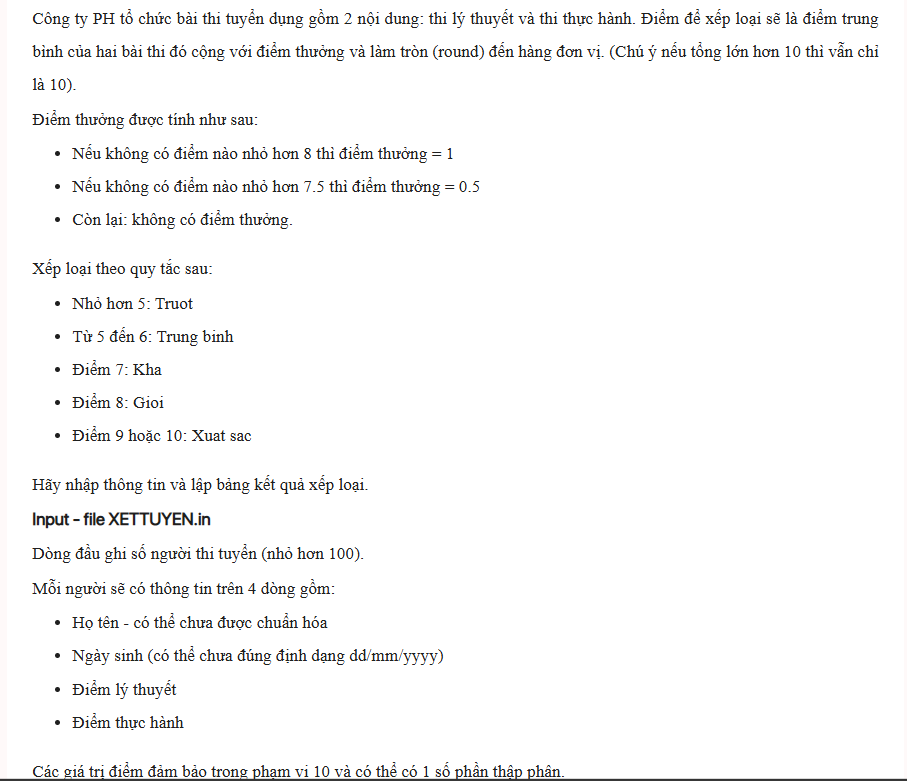 Công ty PH tổ chức bài thi tuyển dụng gồm 2 nội dung: thi lý thuyết và thi thực hành. Điểm để xếp loại sẽ là điểm trung
bình của hai bài thi đó cộng với điểm thưởng và làm tròn (round) đến hàng đơn vị. (Chú ý nếu tổng lớn hơn 10 thì vẫn chỉ
là 10).
Điểm thưởng được tính như sau:
• Nếu không có điểm nào nhỏ hơn 8 thì điểm thưởng = 1
• Nếu không có điểm nào nhỏ hơn 7.5 thì điểm thưởng = 0.5
• Còn lại: không có điểm thưởng.
Xếp loại theo quy tắc sau:
• Nhỏ hơn 5: Truot
• Từ 5 đến 6: Trung binh
• Điểm 7: Kha
• Điểm 8: Gioi
• Điểm 9 hoặc 10: Xuat sac
Hãy nhập thông tin và lập bảng kết quả xếp loại.
Input - file XETTUYEN.in
Dòng đầu ghi số người thi tuyển (nhỏ hơn 100).
Mỗi người sẽ có thông tin trên 4 dòng gồm:
• Họ tên - có thể chưa được chuẩn hóa
• Ngày sinh (có thể chưa đúng định dạng dd/mm/yyyy)
• Điểm lý thuyết
• Điểm thực hành
Các giá trị điểm đảm bảo trong phạm vi 10 và có thể có 1 số phần thập phân.